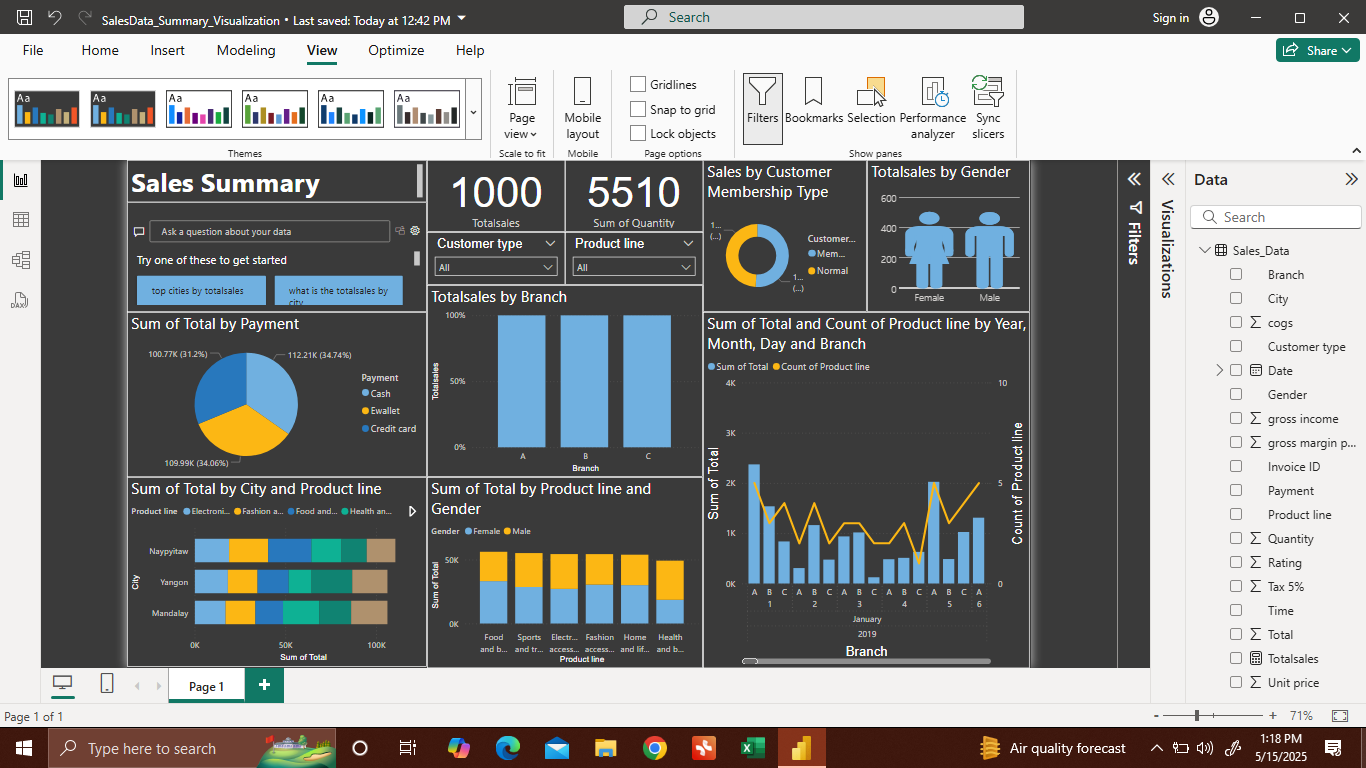 SalesData_Summary_Visualization • Last saved: Today at 12:42 PM
Search
Sign in
File
Home
Insert
Modeling
View
Optimize
Help
Share
Aa
Aa
Aa
Aa
Aa
Aa
Themes
Page view
Scale to fit
Mobile layout
Mobile
Gridlines
Snap to grid
Lock objects
Page options
Filters
Bookmarks
Selection
Performance analyzer
Sync slicers
Show panes
Sales Summary
Ask a question about your data
Try one of these to get started
top cities by totalsales
what is the totalsales by city
1000
Totalsales
5510
Sum of Quantity
Customer type
All
Product line
All
Sales by Customer
Membership Type
1...
(...)
1...
(...)
Customer...
Mem...
Normal
Totalsales by Gender
600
400
200
0
Female
Male
Sum of Total by Payment
100.77K (31.2%)
112.21K (34.74%)
109.99K (34.06%)
Payment
Cash
Ewallet
Credit card
Totalsales by Branch
100%
50%
0%
Totalsales
A
B
C
Branch
Sum of Total and Count of Product line by Year,
Month, Day and Branch
Sum of Total
Count of Product line
4K
3K
2K
1K
0K
10
5
0
Sum of Total
Count of Product line
A B C A B C A B C A B C A B C A
1 2 3 4 5 6
January
2019
Branch
Sum of Total by City and Product line
Product line Electroni... Fashion a... Food and... Health an...
City
Naypyitaw
Yangon
Mandalay
0K
50K
100K
Sum of Total
Sum of Total by Product line and
Gender
Gender Female Male
50K
0K
Sum of Total
Food and b...
Sports and tr...
Electr... access...
Fashion access...
Home and lif...
Health and b...
Product line
Filters
Visualizations
Data
Search
Sales_Data
Branch
City
cogs
Customer type
Date
Gender
gross income
gross margin p...
Invoice ID
Payment
Product line
Quantity
Rating
Tax 5%
Time
Total
Totalsales
Unit price
Page 1
Page 1 of 1
71%
Type here to search
Air quality forecast
1:18 PM
5/15/2025